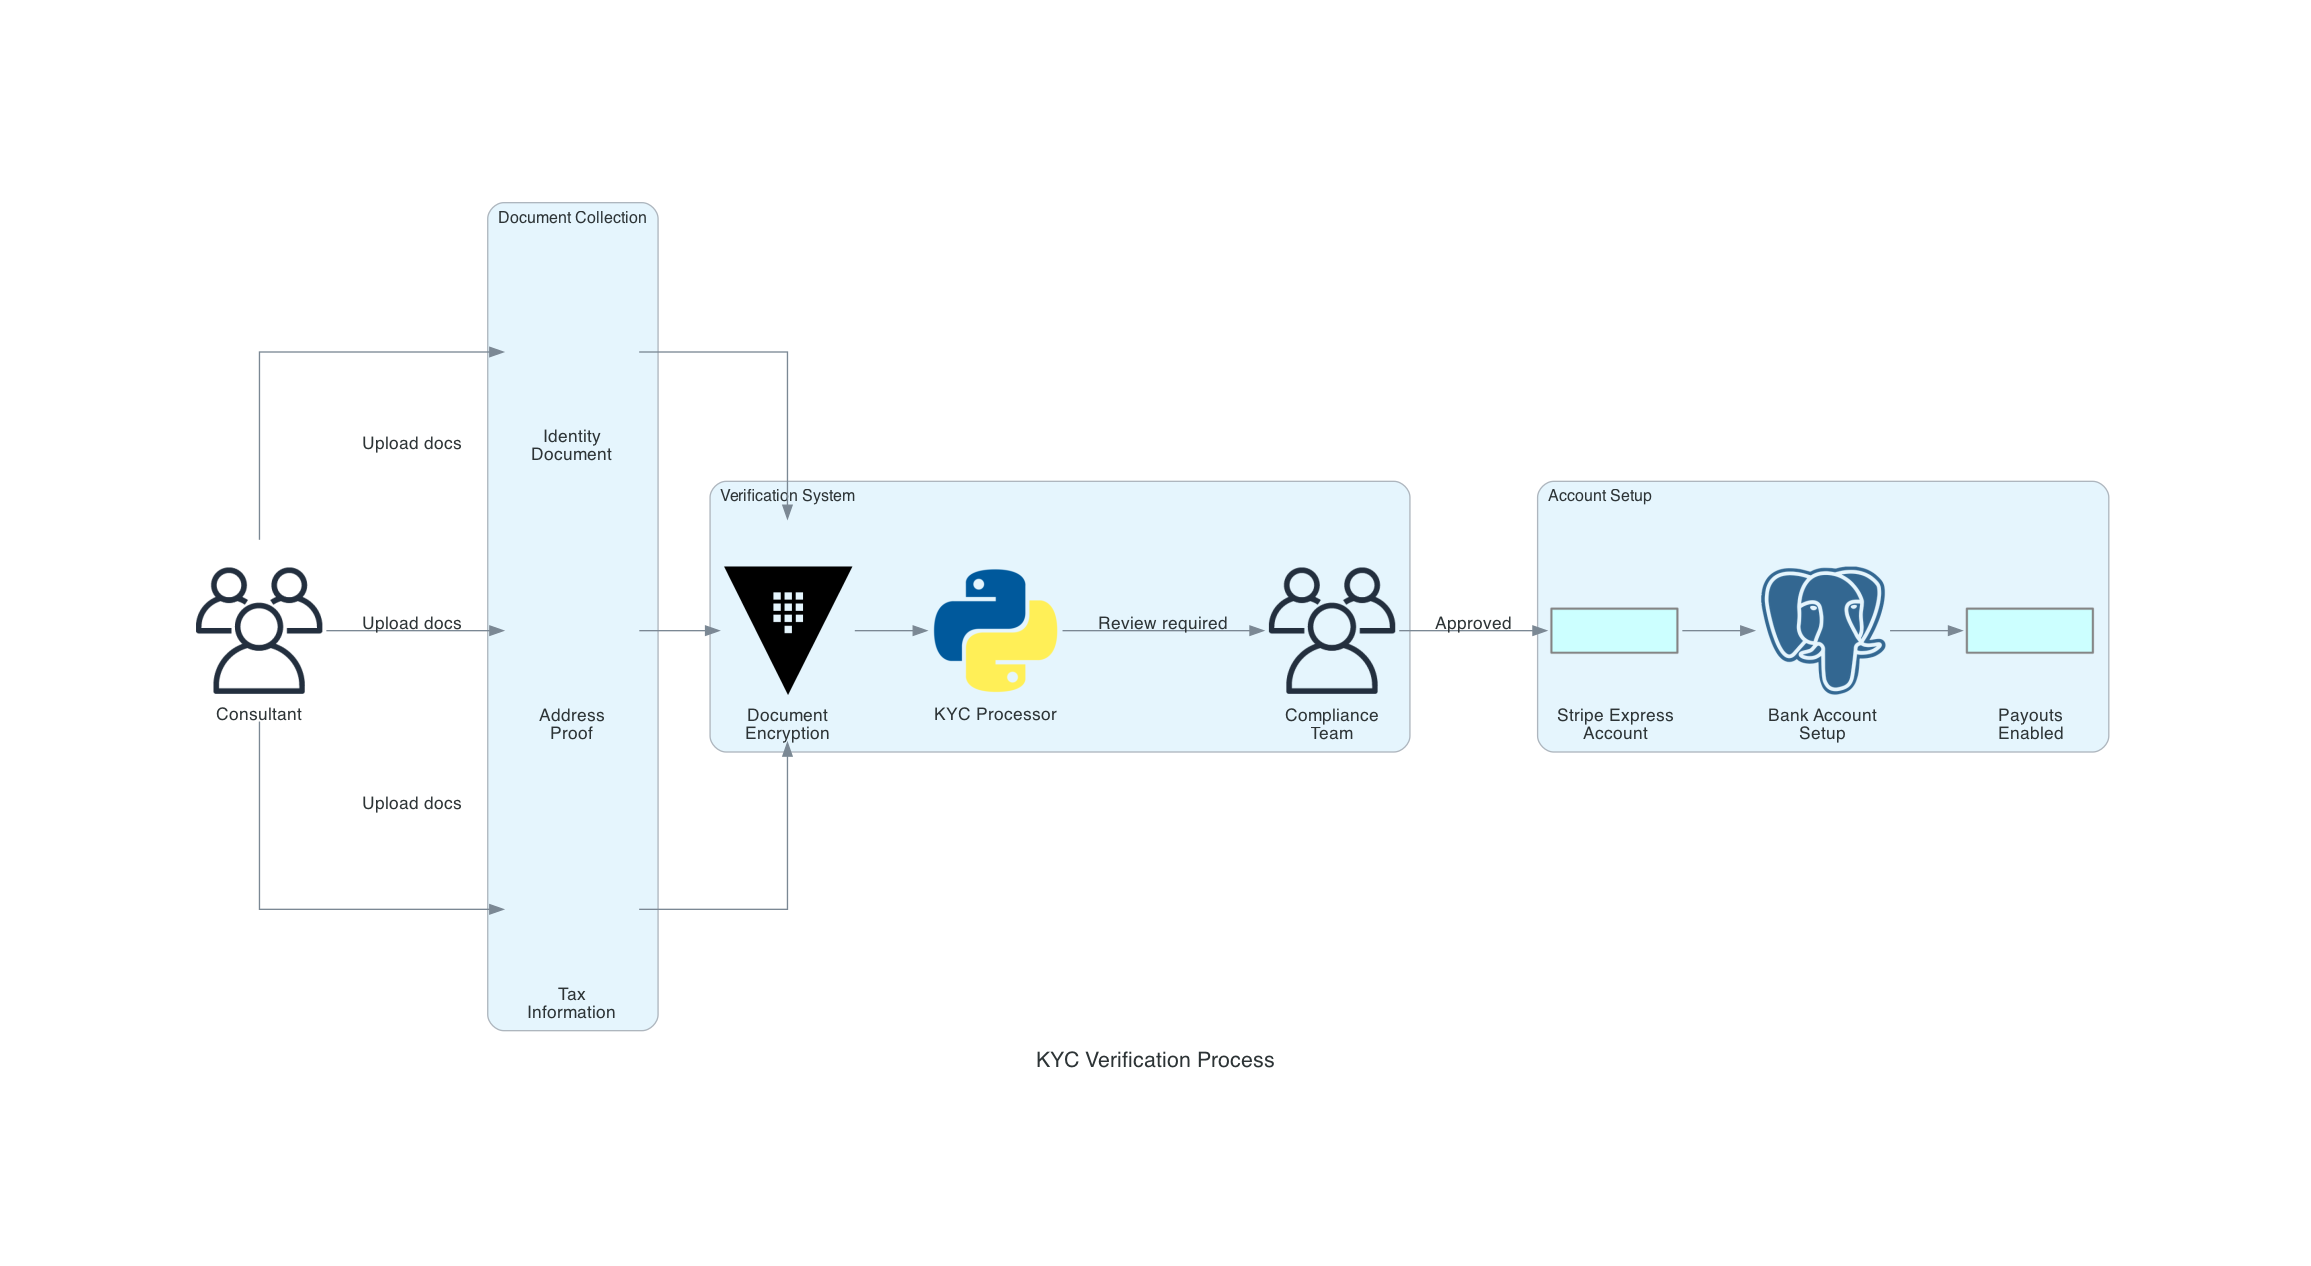 Document Collection
Upload docs
Identity
Document
Verification System
Account Setup
Upload docs
Review required
Approved
Consultant
Address
Proof
Document
Encryption
KYC Processor
Compliance
Team
Stripe Express
Account
Bank Account
Setup
Payouts
Enabled
Upload docs
Tax
Information
KYC Verification Process